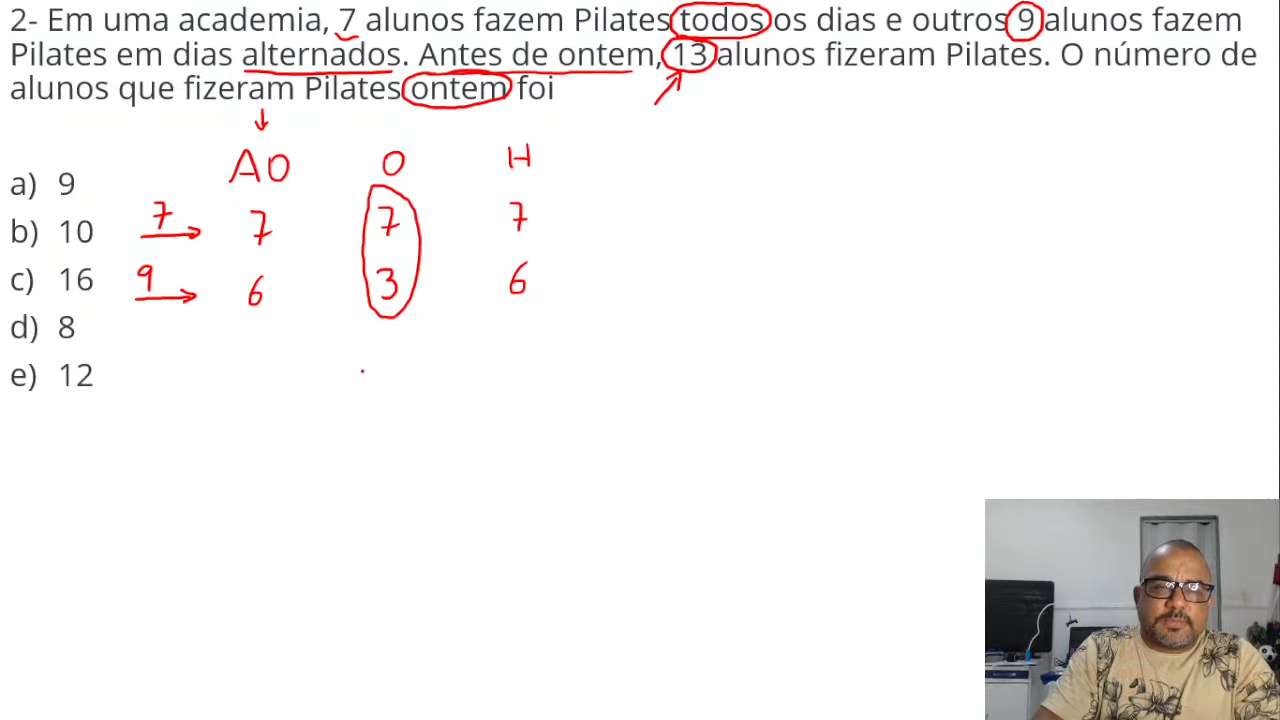 2- Em uma academia, 7 alunos fazem Pilates todos os dias e outros 9 alunos fazem
Pilates em dias alternados. Antes de ontem, 13 alunos fizeram Pilates. O número de
alunos que fizeram Pilates ontem foi
AO O H
a) 9
7 7 7 7
b) 10
9 6 3 6
c) 16
d) 8
e) 12